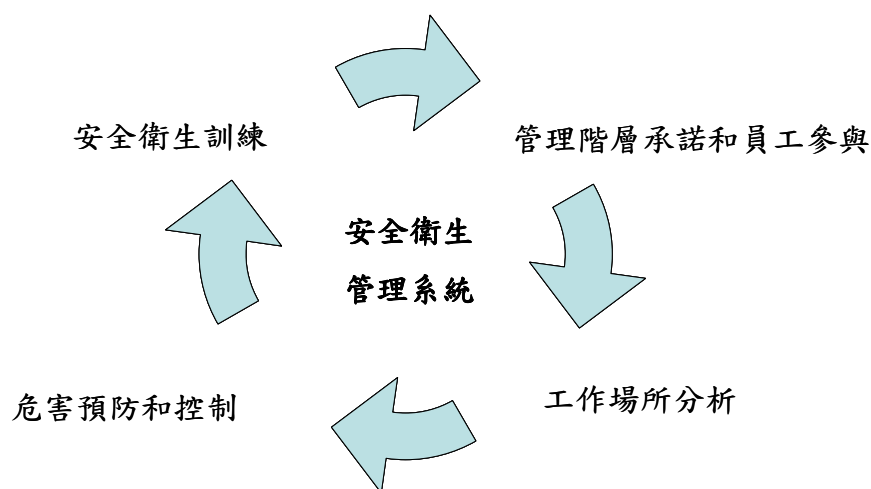 安全衛生訓練
管理階層承諾和員工參與
安全衛生
管理系統
危害預防和控制
工作場所分析